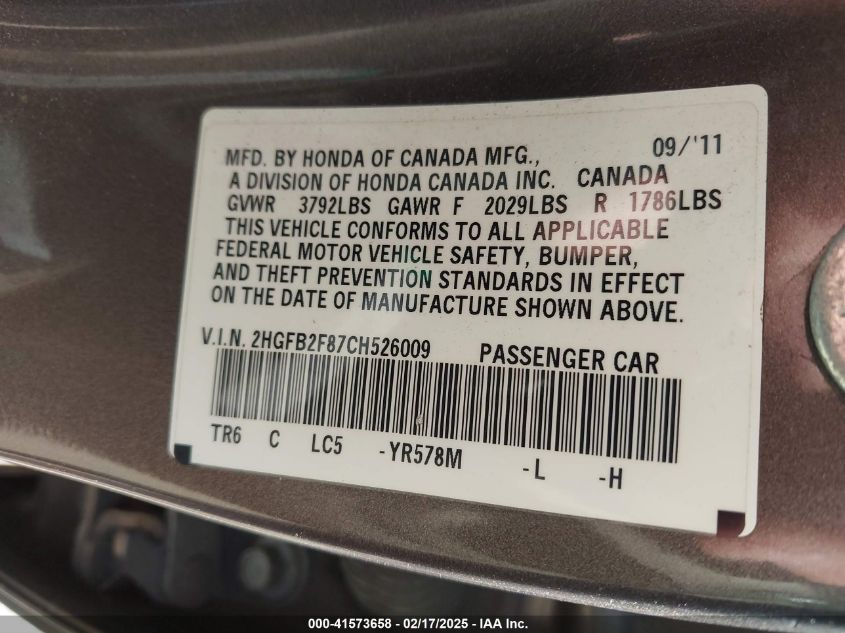 09/'11
MFD. BY HONDA OF CANADA MFG.,
A DIVISION OF HONDA CANADA INC. CANADA
GVWR 3792LBS GAWR F 2029LBS R 1786LBS
THIS VEHICLE CONFORMS TO ALL APPLICABLE
FEDERAL MOTOR VEHICLE SAFETY, BUMPER,
AND THEFT PREVENTION STANDARDS IN EFFECT
ON THE DATE OF MANUFACTURE SHOWN ABOVE.
V.I.N. 2HGFB2F87CH526009 PASSENGER CAR
TR6 C LC5 -YR578M -L -H
000-41573658 - 02/17/2025 - IAA Inc.